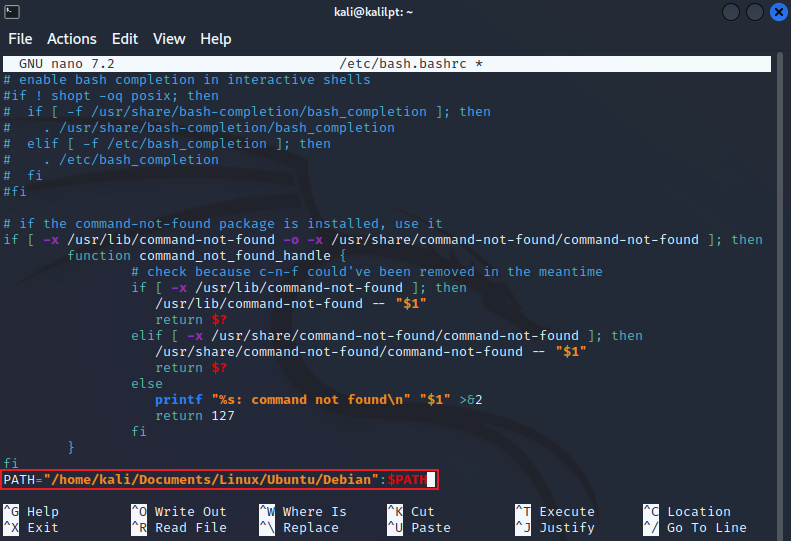 kali@kalilpt: ~
File Actions Edit View Help
GNU nano 7.2 /etc/bash.bashrc *
# enable bash completion in interactive shells
#if ! shopt -oq posix; then
#  if [ -f /usr/share/bash-completion/bash_completion ]; then
#    . /usr/share/bash-completion/bash_completion
#  elif [ -f /etc/bash_completion ]; then
#    . /etc/bash_completion
#  fi
#fi
# if the command-not-found package is installed, use it
if [ -x /usr/lib/command-not-found -o -x /usr/share/command-not-found/command-not-found ]; then
        function command_not_found_handle {
                # check because c-n-f could've been removed in the meantime
                if [ -x /usr/lib/command-not-found ]; then
                   /usr/lib/command-not-found -- "$1"
                   return $?
                elif [ -x /usr/share/command-not-found/command-not-found ]; then
                   /usr/share/command-not-found/command-not-found -- "$1"
                   return $?
                else
                   printf "%s: command not found\n" "$1" >&2
                   return 127
                fi
        }
fi
PATH="/home/kali/Documents/Linux/Ubuntu/Debian":$PATH
^G Help ^O Write Out ^W Where Is ^K Cut ^T Execute ^C Location
^X Exit ^R Read File ^\ Replace ^U Paste ^J Justify ^/ Go To Line